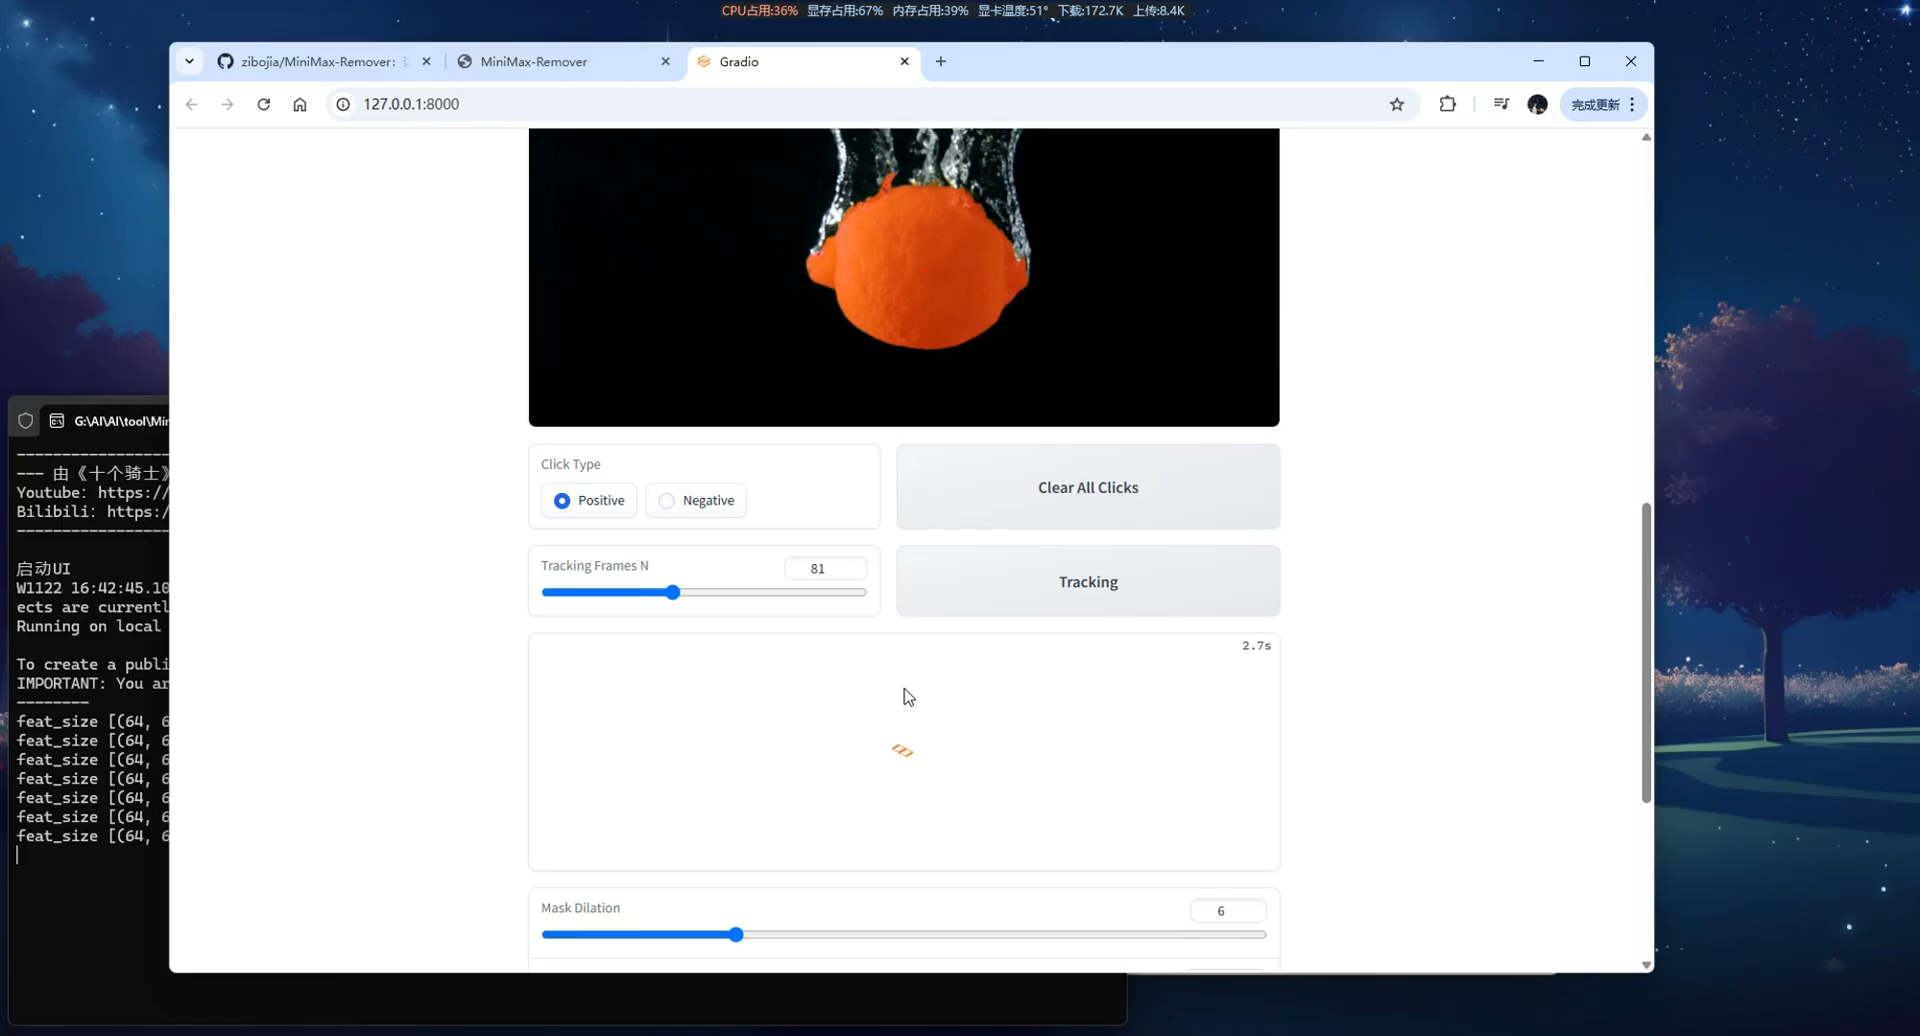 CPU占用:36% 显存占用:67% 内存占用:39% 显卡温度:51° 下载:172.7K 上传:8.4K
zibojia/MiniMax-Remover:
MiniMax-Remover
Gradio
127.0.0.1:8000
完成更新
Click Type
Positive
Negative
Clear All Clicks
Tracking Frames N
81
Tracking
2.7s
Mask Dilation
6
G:\AI\AI\tool\Mi
--- 由《十个骑士》
Youtube: https://
Bilibili: https:/
启动UI
W1122 16:42:45.10
ects are currentl
Running on local
To create a publi
IMPORTANT: You ar
--------
feat_size [(64, 6
feat_size [(64, 6
feat_size [(64, 6
feat_size [(64, 6
feat_size [(64, 6
feat_size [(64, 6
feat_size [(64, 6